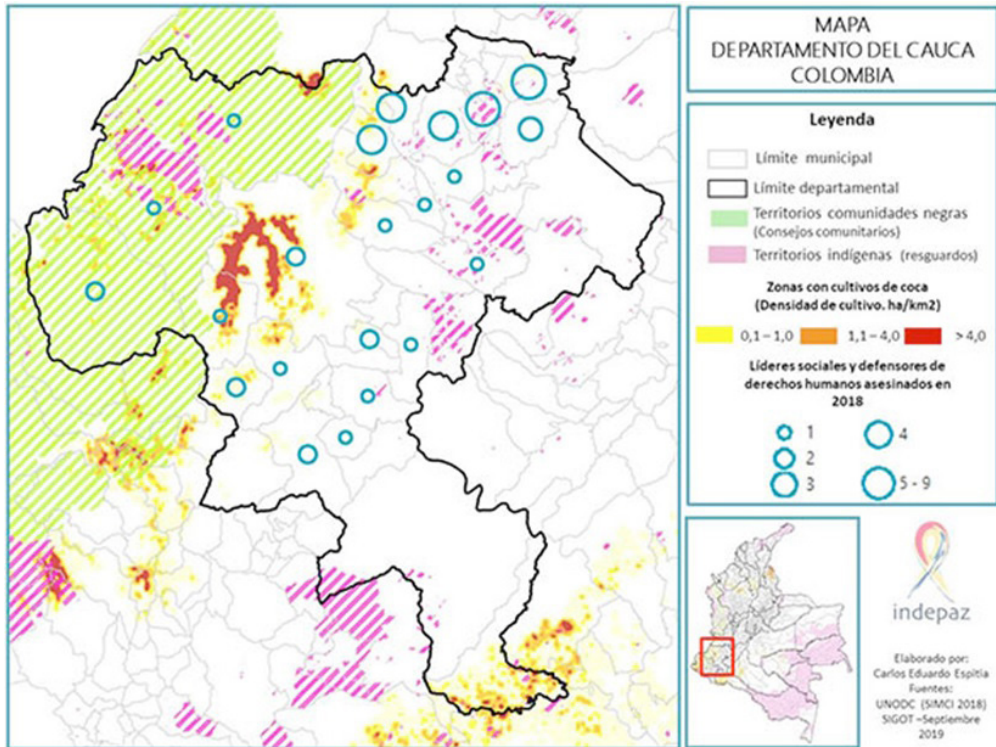 MAPA
DEPARTAMENTO DEL CAUCA
COLOMBIA
Leyenda
Límite municipal
Límite departamental
Territorios comunidades negras
(Consejos comunitarios)
Territorios indígenas (resguardos)
Zonas con cultivos de coca
(Densidad de cultivo. ha/km2)
0,1 – 1,0 1,1 – 4,0 > 4,0
Líderes sociales y defensores de
derechos humanos asesinados en
2018
1 4
2
3 5 - 9
indepaz
Elaborado por:
Carlos Eduardo Espitia
Fuentes:
UNODC (SIMCI 2018)
SIGOT –Septiembre
2019